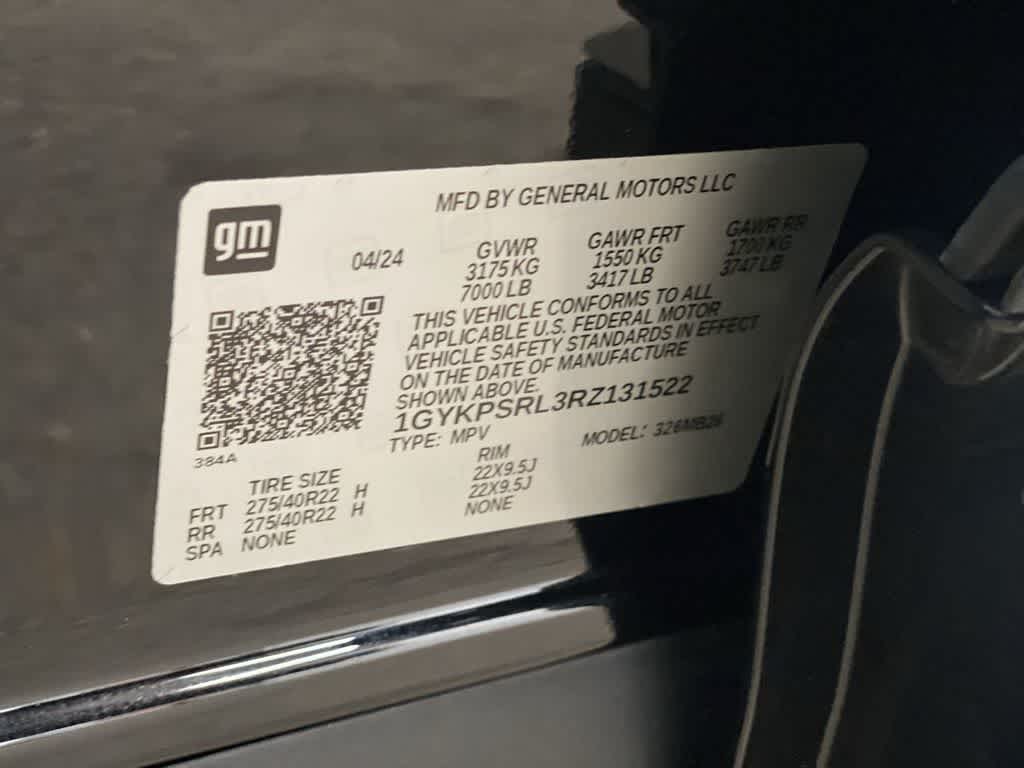 gm
MFD BY GENERAL MOTORS LLC
04/24
GVWR GAWR FRT GAWR RR
3175 KG 1550 KG 1700 KG
7000 LB 3417 LB 3747 LB
THIS VEHICLE CONFORMS TO ALL
APPLICABLE U.S. FEDERAL MOTOR
VEHICLE SAFETY STANDARDS IN EFFECT
ON THE DATE OF MANUFACTURE
SHOWN ABOVE.
1GYKPSRL3RZ131522
TYPE: MPV MODEL: 326MB26
384A
TIRE SIZE RIM
FRT 275/40R22 H 22X9.5J
RR 275/40R22 H 22X9.5J
SPA NONE NONE